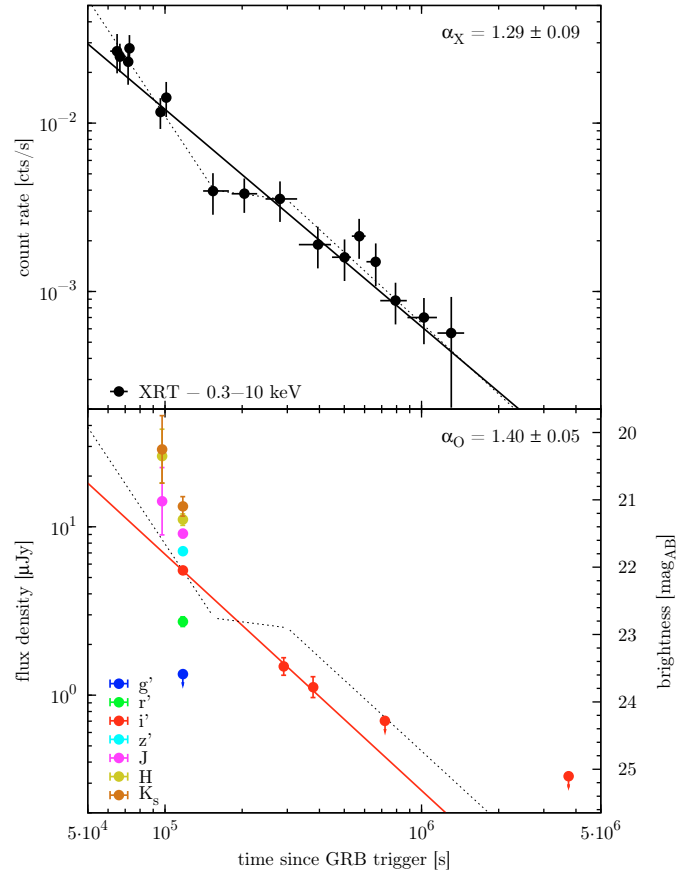 α_X = 1.29 ± 0.09
10^−2
10^−3
count rate [cts/s]
XRT − 0.3−10 keV
α_O = 1.40 ± 0.05
10^1
10^0
flux density [μJy]
20
21
22
23
24
25
brightness [mag_AB]
g'
r'
i'
z'
J
H
K_s
5·10^4
10^5
10^6
5·10^6
time since GRB trigger [s]